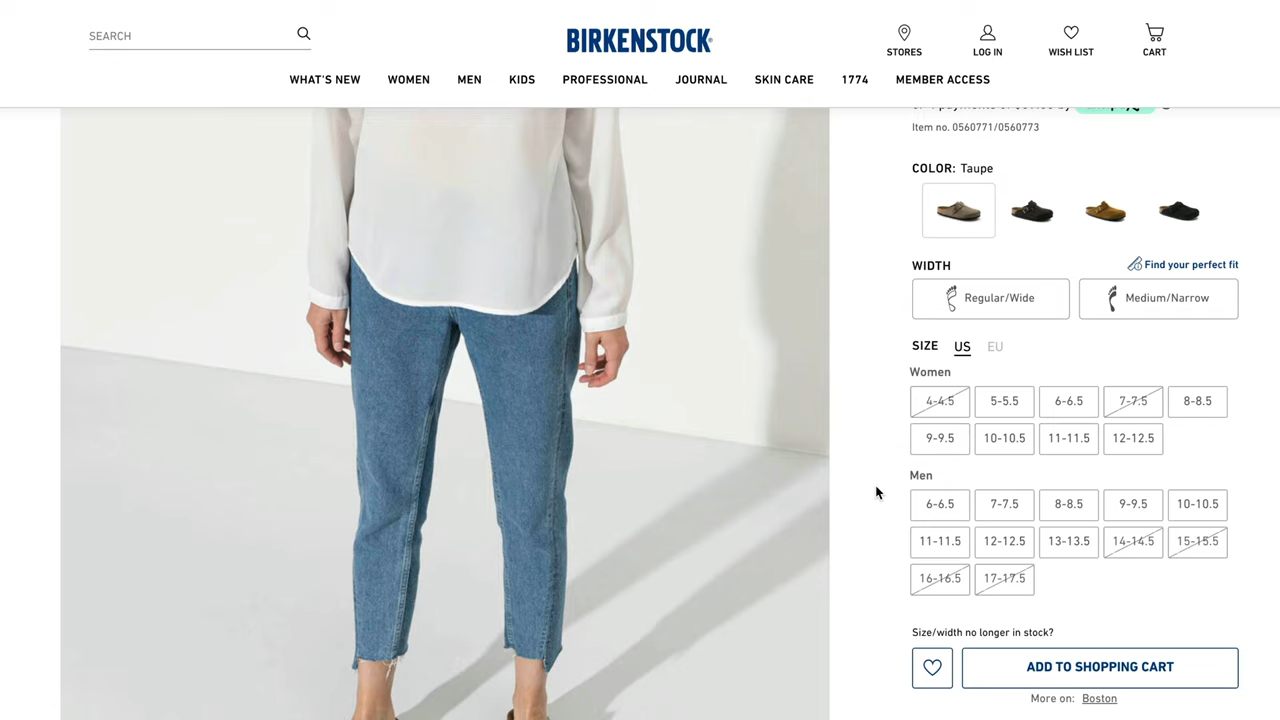 SEARCH
BIRKENSTOCK
STORES
LOG IN
WISH LIST
CART
WHAT'S NEW WOMEN MEN KIDS PROFESSIONAL JOURNAL SKIN CARE 1774 MEMBER ACCESS
Item no. 0560771/0560773
COLOR: Taupe
WIDTH
Find your perfect fit
Regular/Wide Medium/Narrow
SIZE US EU
Women
4-4.5 5-5.5 6-6.5 7-7.5 8-8.5
9-9.5 10-10.5 11-11.5 12-12.5
Men
6-6.5 7-7.5 8-8.5 9-9.5 10-10.5
11-11.5 12-12.5 13-13.5 14-14.5 15-15.5
16-16.5 17-17.5
Size/width no longer in stock?
ADD TO SHOPPING CART
More on: Boston